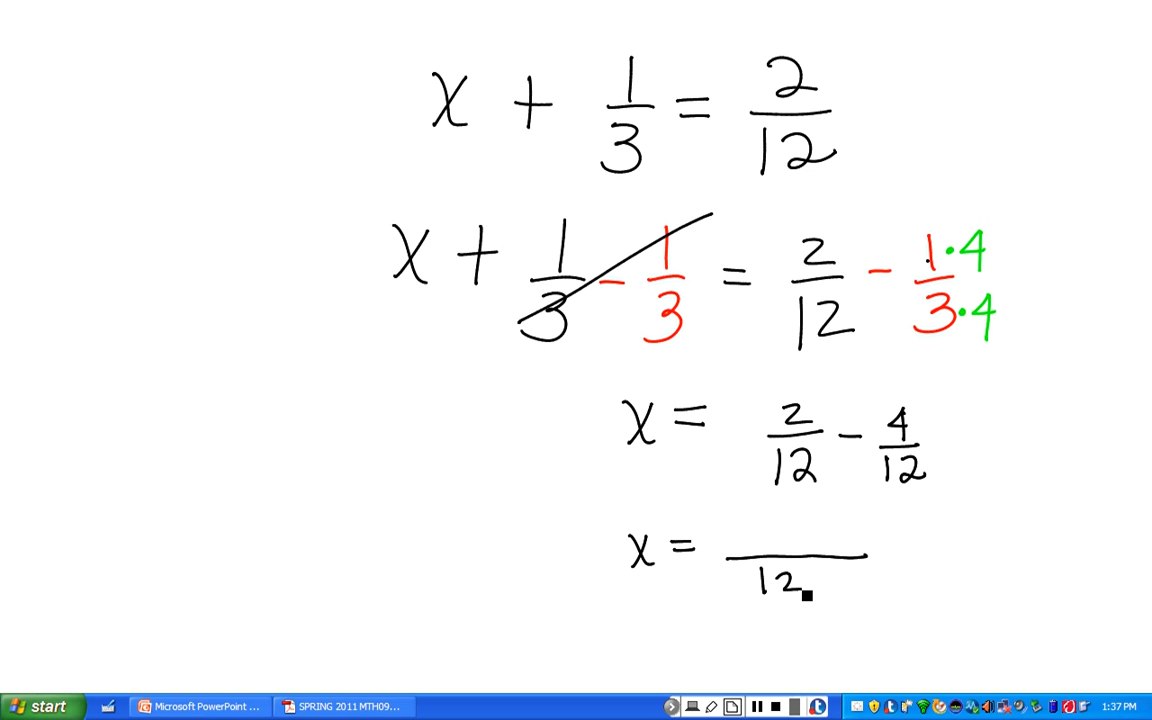 x + 1/3 = 2/12
x + 1/3 - 1/3 = 2/12 - 1·4/3·4
x = 2/12 - 4/12
x = /12
start Microsoft PowerPoint ... SPRING 2011 MTH09... 1:37 PM